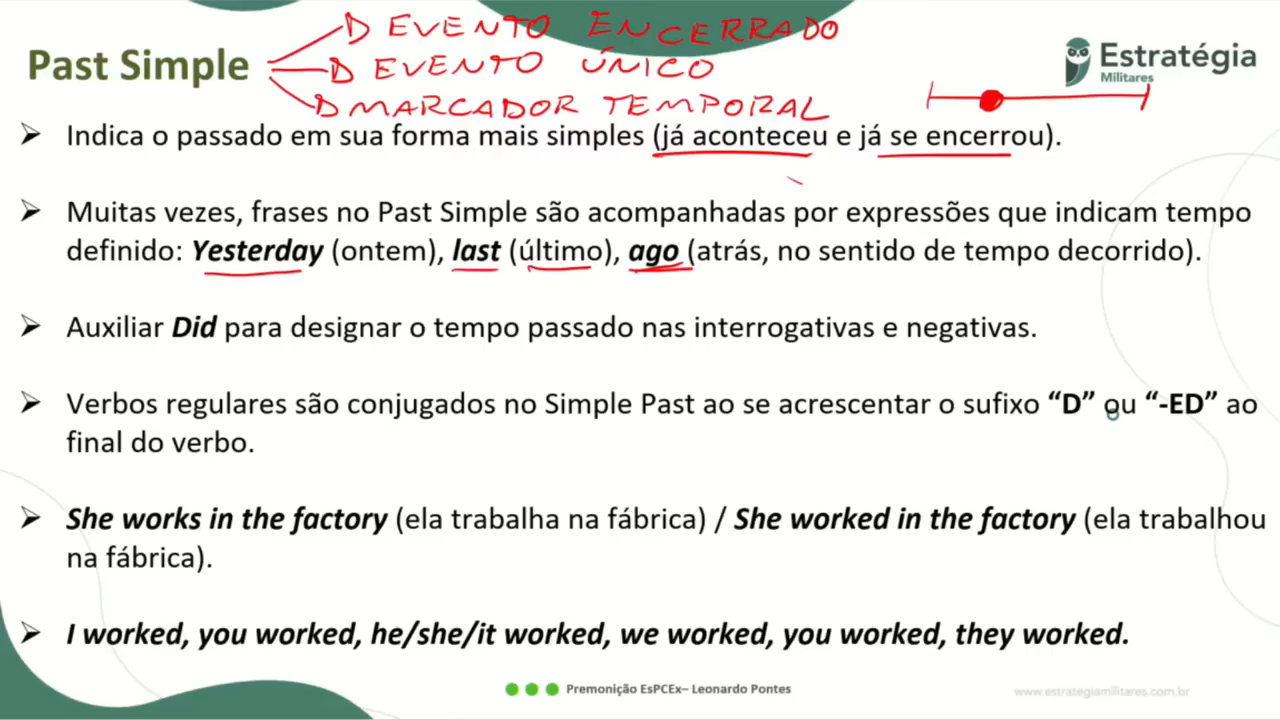 D EVENTO ENCERRADO
Past Simple
D EVENTO ÚNICO
D MARCADOR TEMPORAL
Estratégia
Militares
➤ Indica o passado em sua forma mais simples (já aconteceu e já se encerrou).
➤ Muitas vezes, frases no Past Simple são acompanhadas por expressões que indicam tempo
definido: Yesterday (ontem), last (último), ago (atrás, no sentido de tempo decorrido).
➤ Auxiliar Did para designar o tempo passado nas interrogativas e negativas.
➤ Verbos regulares são conjugados no Simple Past ao se acrescentar o sufixo “D” ou “-ED” ao
final do verbo.
➤ She works in the factory (ela trabalha na fábrica) / She worked in the factory (ela trabalhou
na fábrica).
➤ I worked, you worked, he/she/it worked, we worked, you worked, they worked.
Premonição EsPCEx– Leonardo Pontes
www.estrategiamilitares.com.br